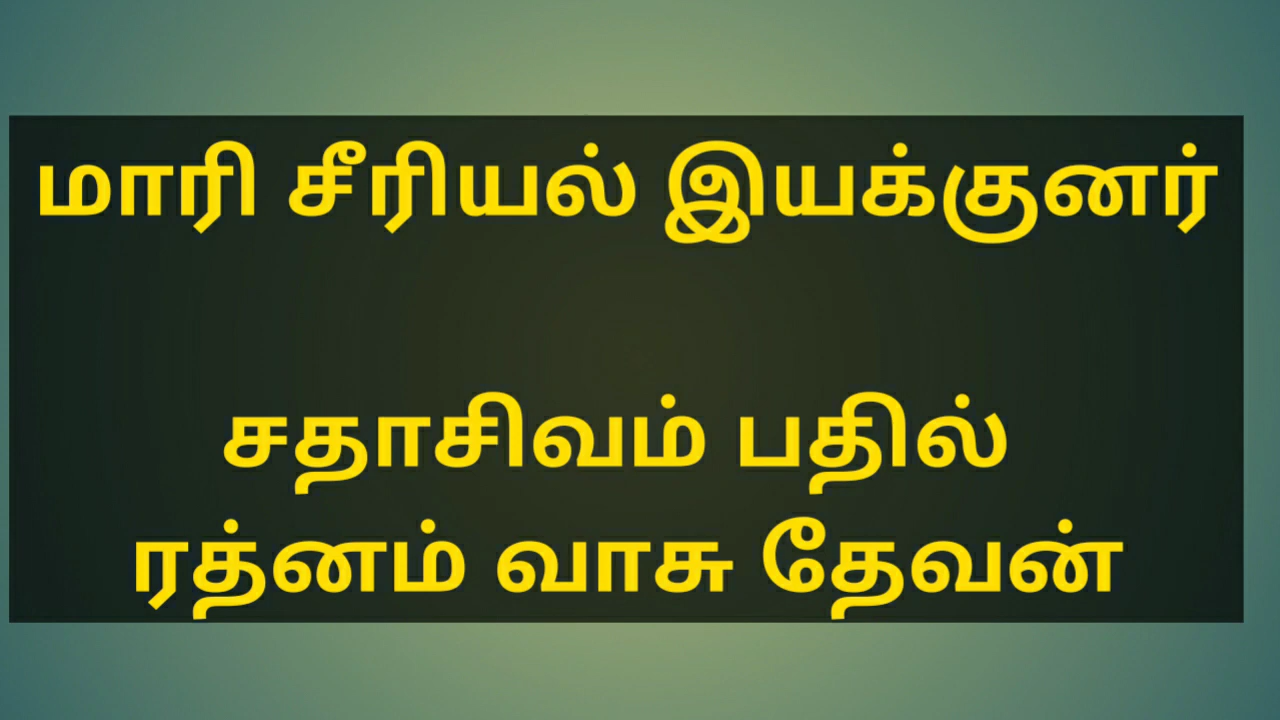 மாரி சீரியல் இயக்குனர்
சதாசிவம் பதில்
ரத்னம் வாசு தேவன்